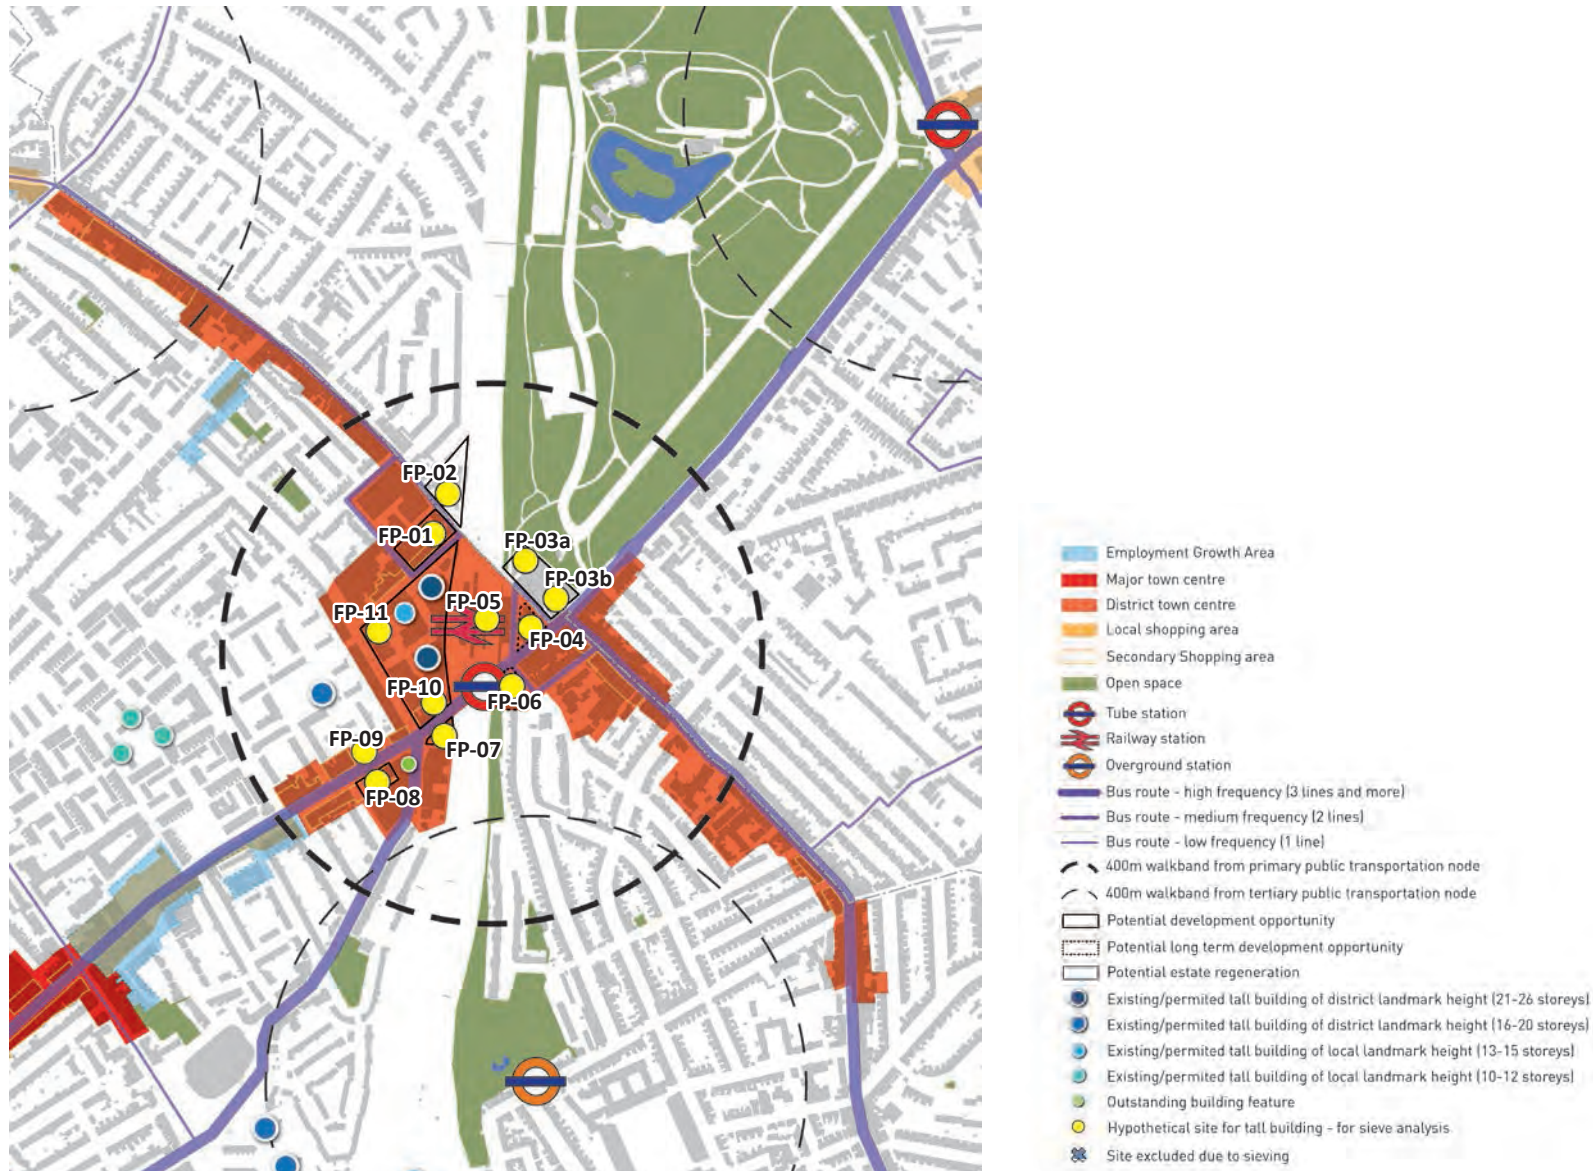 FP-02
FP-01
FP-03a
FP-03b
FP-11
FP-05
FP-04
FP-10
FP-06
FP-09
FP-07
FP-08
Employment Growth Area
Major town centre
District town centre
Local shopping area
Secondary Shopping area
Open space
Tube station
Railway station
Overground station
Bus route - high frequency (3 lines and more)
Bus route - medium frequency (2 lines)
Bus route - low frequency (1 line)
400m walkband from primary public transportation node
400m walkband from tertiary public transportation node
Potential development opportunity
Potential long term development opportunity
Potential estate regeneration
Existing/permited tall building of district landmark height (21-26 storeys)
Existing/permited tall building of district landmark height (16-20 storeys)
Existing/permited tall building of local landmark height (13-15 storeys)
Existing/permited tall building of local landmark height (10-12 storeys)
Outstanding building feature
Hypothetical site for tall building - for sieve analysis
Site excluded due to sieving